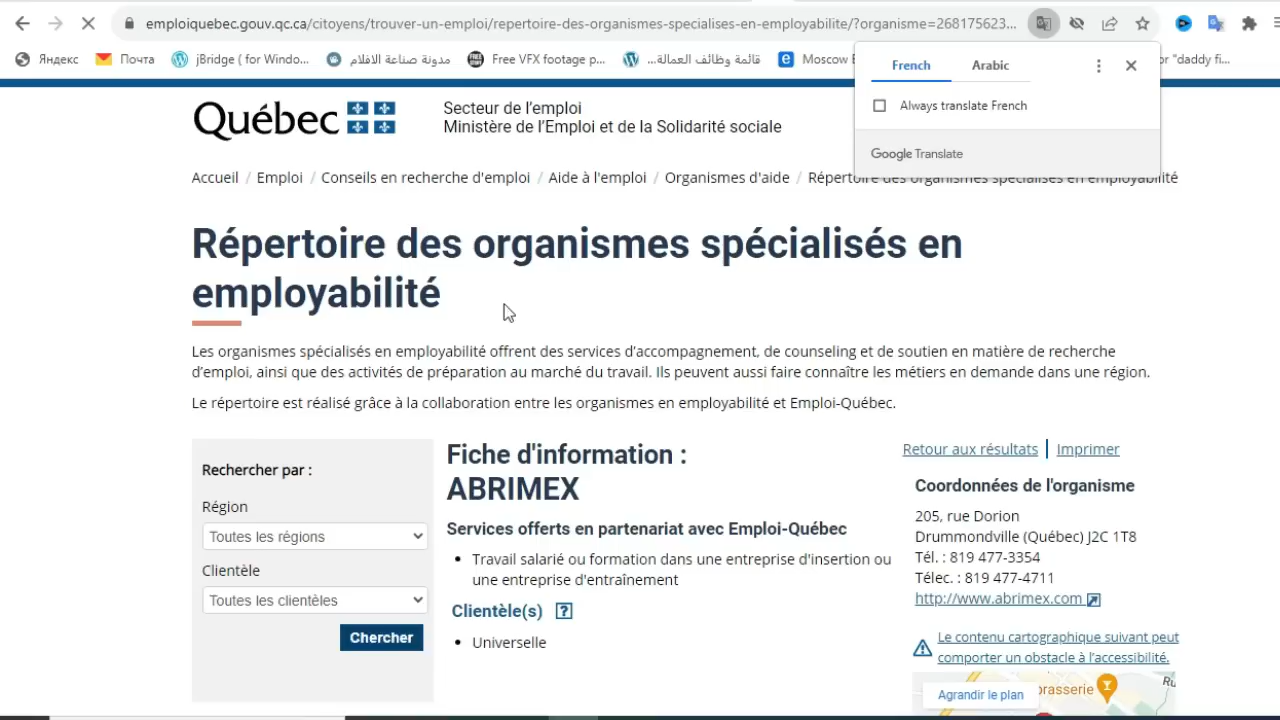 emploiquebec.gouv.qc.ca/citoyens/trouver-un-emploi/repertoire-des-organismes-specialises-en-employabilite/?organisme=268175623...
Яндекс
Почта
jBridge ( for Windo...
مدونة صناعة الافلام
Free VFX footage p...
قائمة وظائف العمالة...
Moscow
or "daddy fi...
French
Arabic
Always translate French
Google Translate
Québec
Secteur de l'emploi
Ministère de l'Emploi et de la Solidarité sociale
Accueil / Emploi / Conseils en recherche d'emploi / Aide à l'emploi / Organismes d'aide / Répertoire des organismes spécialisés en employabilité
Répertoire des organismes spécialisés en
employabilité
Les organismes spécialisés en employabilité offrent des services d'accompagnement, de counseling et de soutien en matière de recherche
d'emploi, ainsi que des activités de préparation au marché du travail. Ils peuvent aussi faire connaître les métiers en demande dans une région.
Le répertoire est réalisé grâce à la collaboration entre les organismes en employabilité et Emploi-Québec.
Rechercher par :
Région
Toutes les régions
Clientèle
Toutes les clientèles
Chercher
Fiche d'information :
ABRIMEX
Services offerts en partenariat avec Emploi-Québec
• Travail salarié ou formation dans une entreprise d'insertion ou
une entreprise d'entraînement
Clientèle(s) ?
• Universelle
Retour aux résultats | Imprimer
Coordonnées de l'organisme
205, rue Dorion
Drummondville (Québec) J2C 1T8
Tél. : 819 477-3354
Télec. : 819 477-4711
http://www.abrimex.com
Le contenu cartographique suivant peut
comporter un obstacle à l'accessibilité.
Agrandir le plan
brasserie
Ru